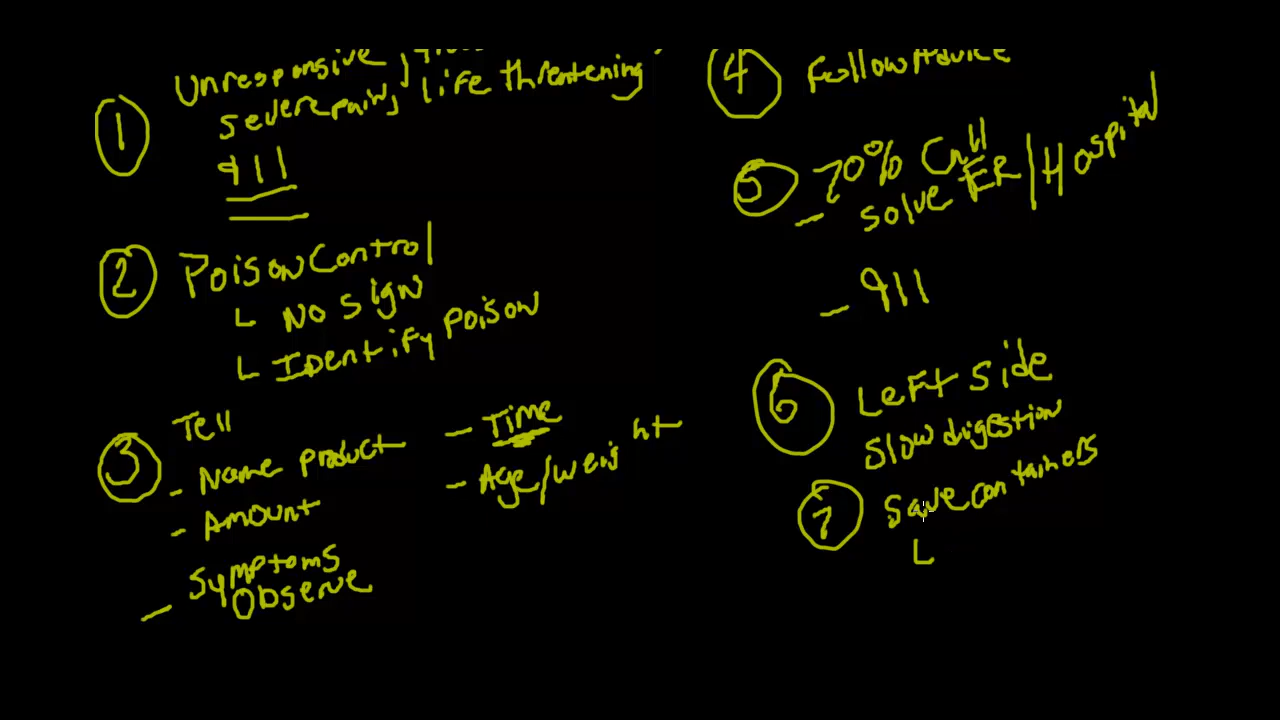 ① Unresponsive
severe pain, life threntening
911
② Poison Control
L No Sign
L Identify Poison
③ Tell
- Name product
- Amount
- Symptoms
Observe
- Time
- Age/weight
④ Follow Advice
⑤ 70% Call
- solve ER/Hospital
- 911
⑥ Left Side
Slow digestion
⑦ Save containers
L